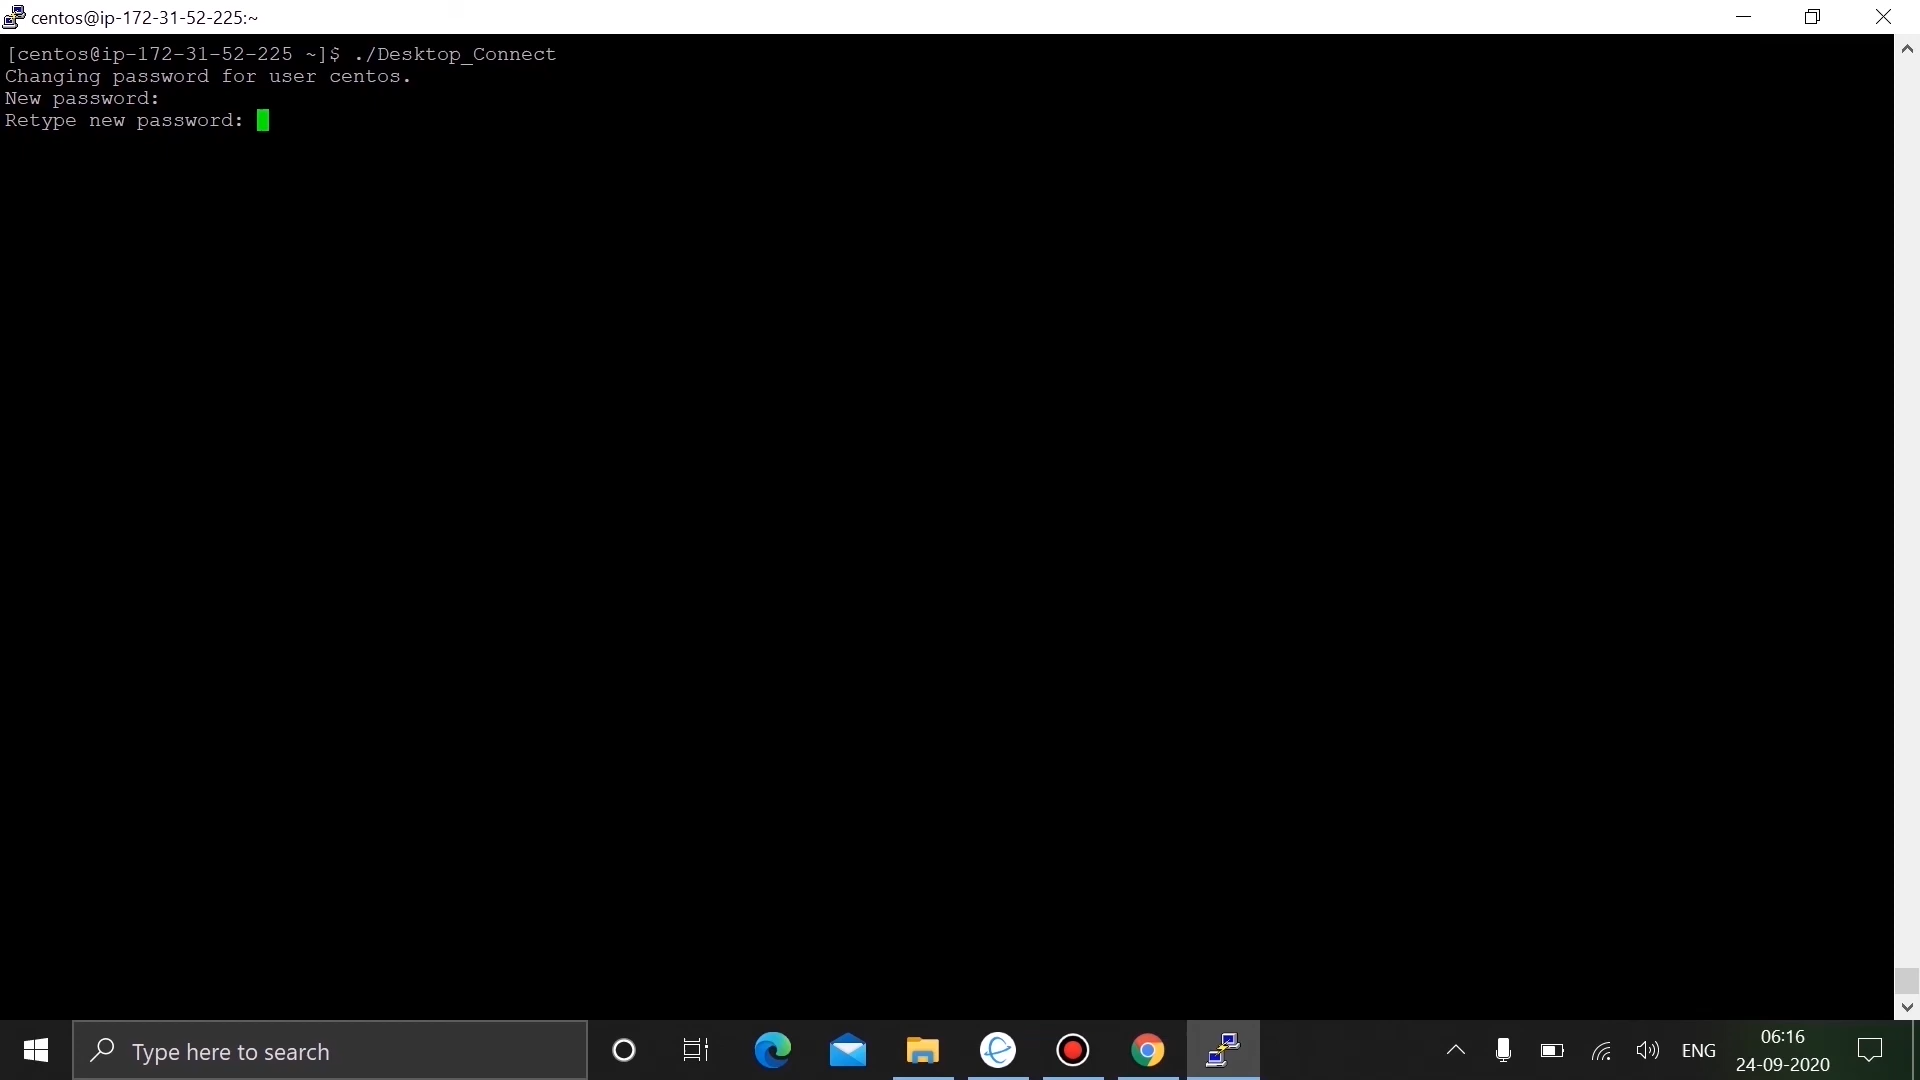 centos@ip-172-31-52-225:~
[centos@ip-172-31-52-225 ~]$ ./Desktop_Connect
Changing password for user centos.
New password:
Retype new password:
Type here to search
ENG
06:16
24-09-2020